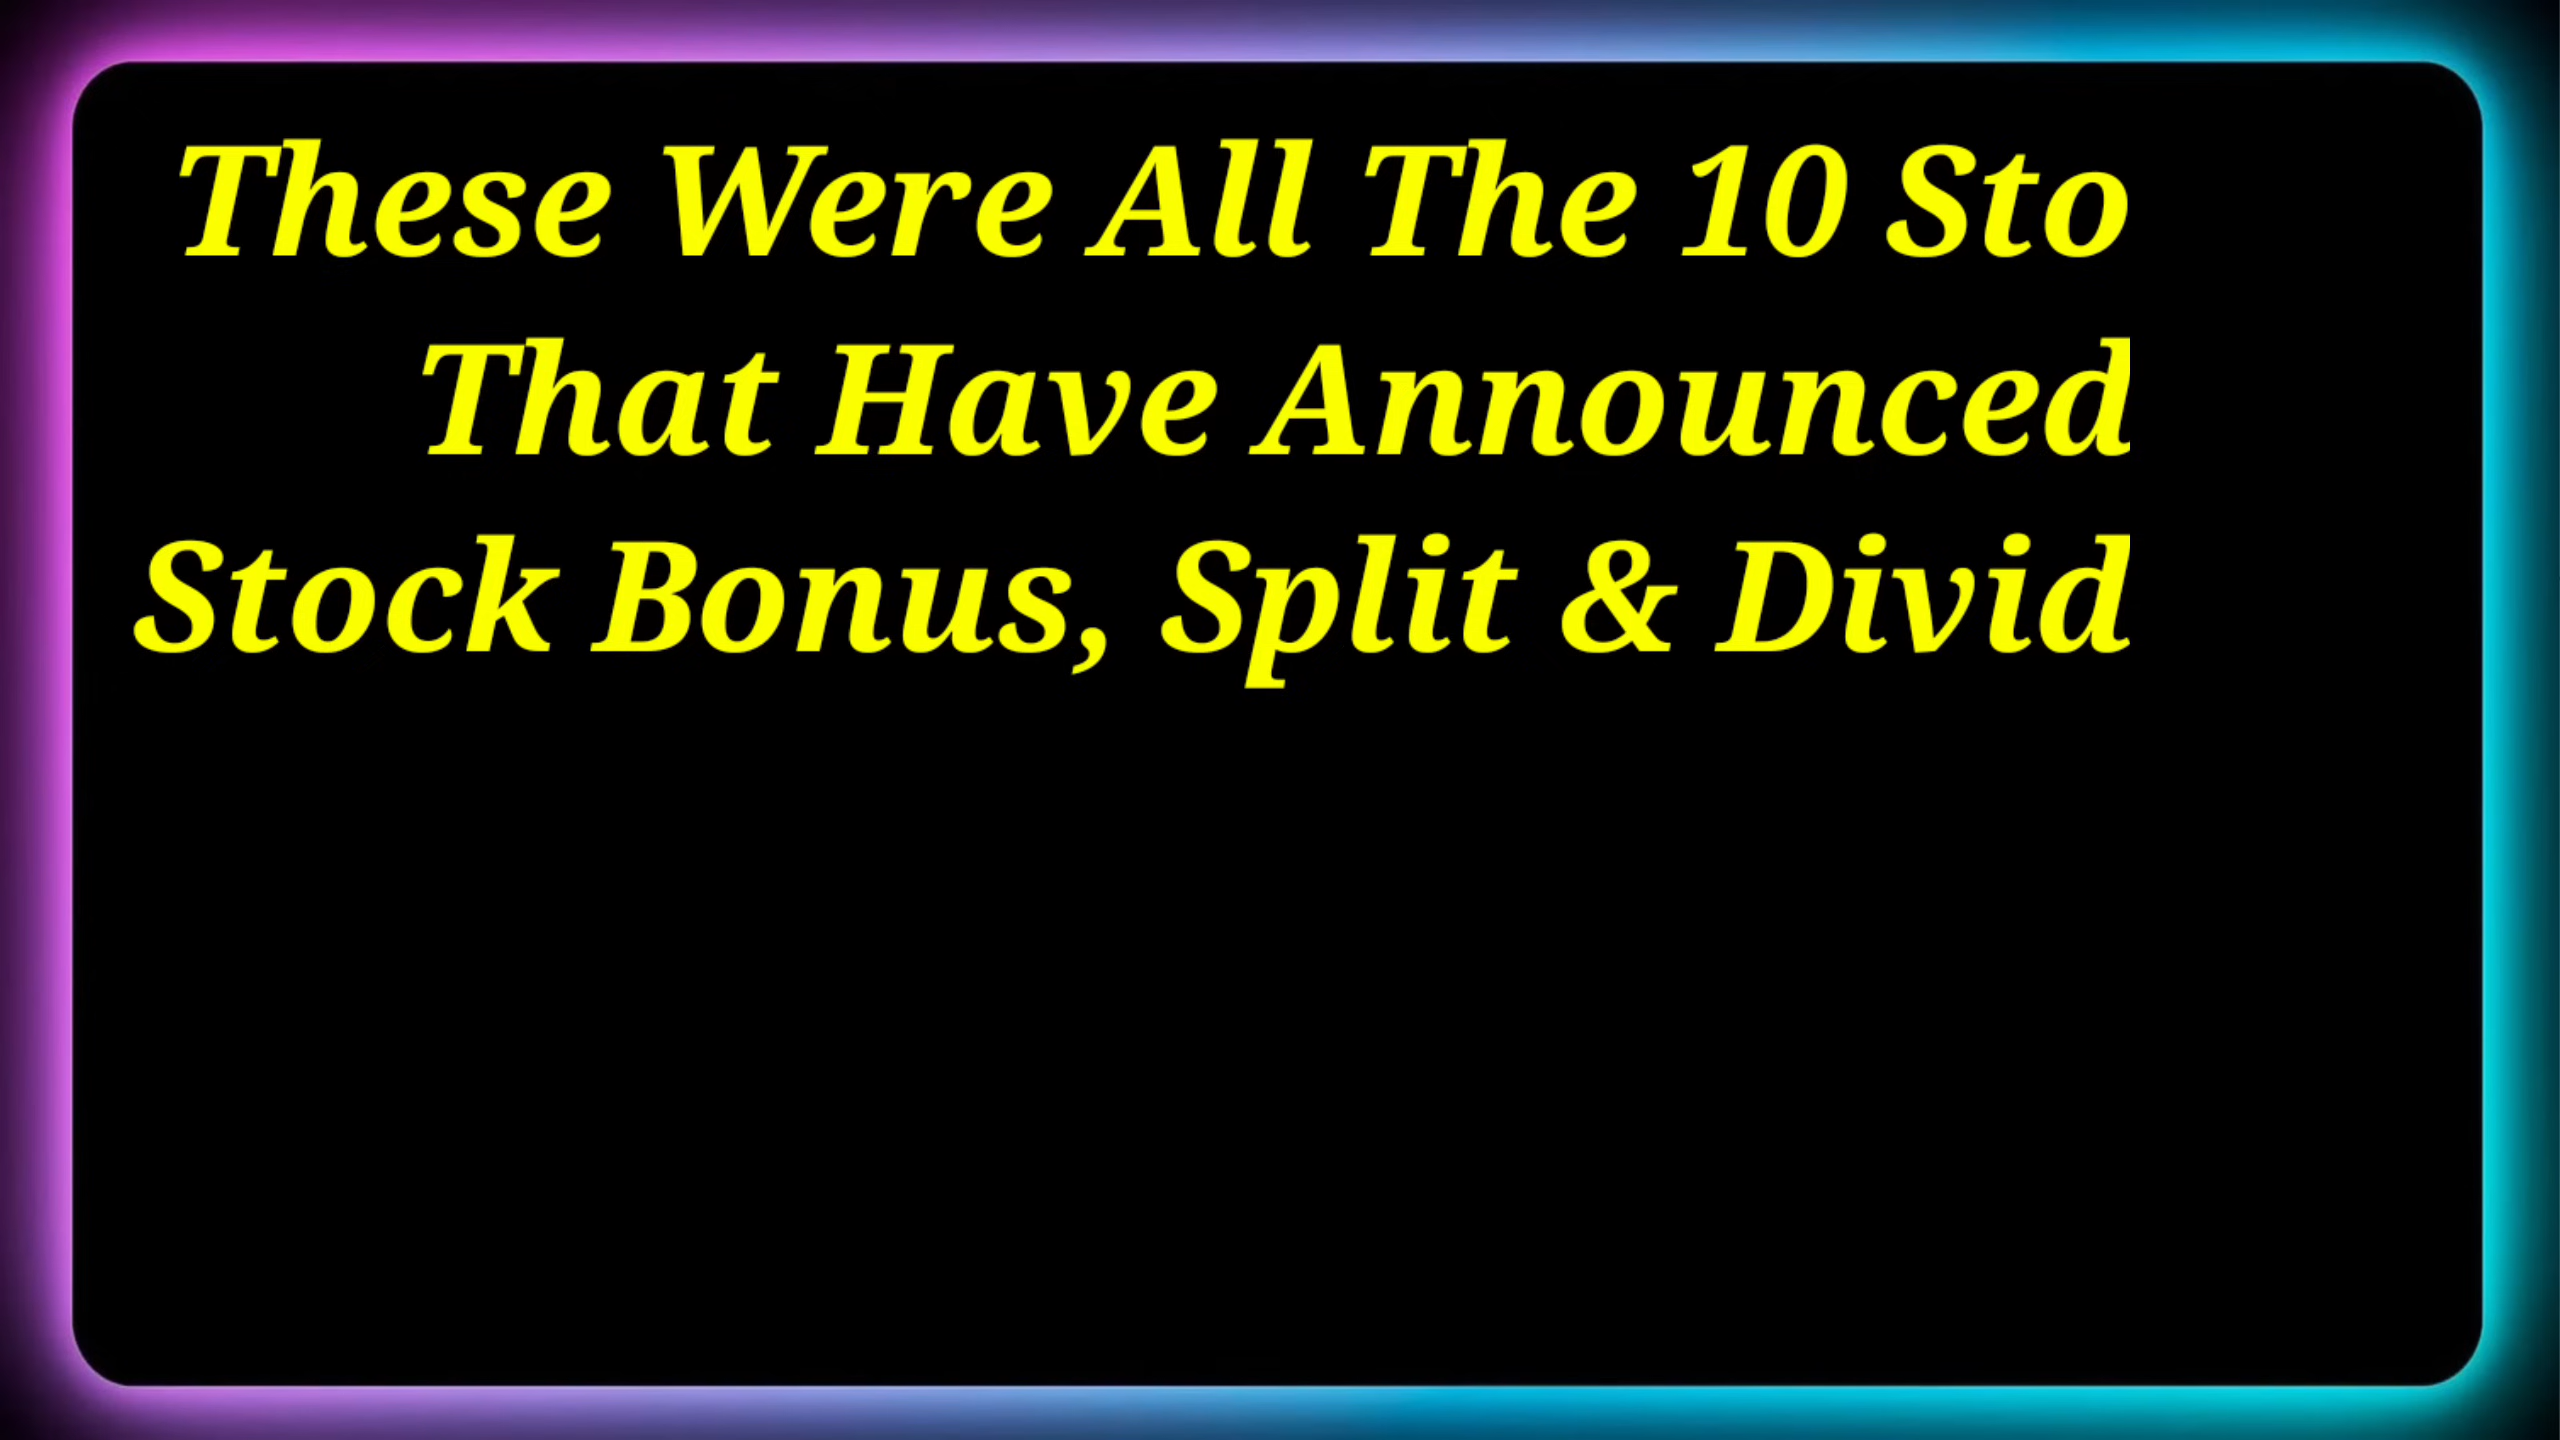 These Were All The 10 Sto
That Have Announced
Stock Bonus, Split & Divid